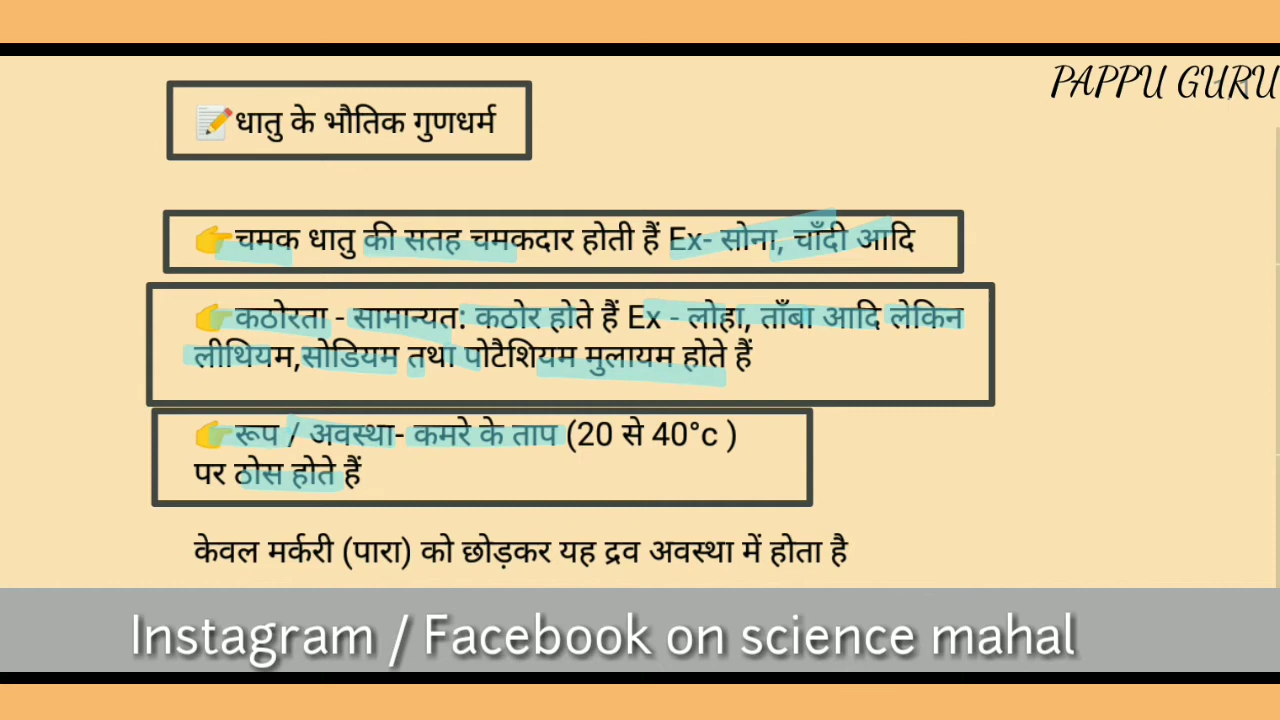 PAPPU GURU
📝धातु के भौतिक गुणधर्म
👉चमक धातु की सतह चमकदार होती हैं Ex- सोना, चाँदी आदि
👉कठोरता - सामान्यत: कठोर होते हैं Ex - लोहा, ताँबा आदि लेकिन
लीथियम,सोडियम तथा पोटैशियम मुलायम होते हैं
👉रूप / अवस्था- कमरे के ताप (20 से 40°c )
पर ठोस होते हैं
केवल मर्करी (पारा) को छोड़कर यह द्रव अवस्था में होता है
Instagram / Facebook on science mahal